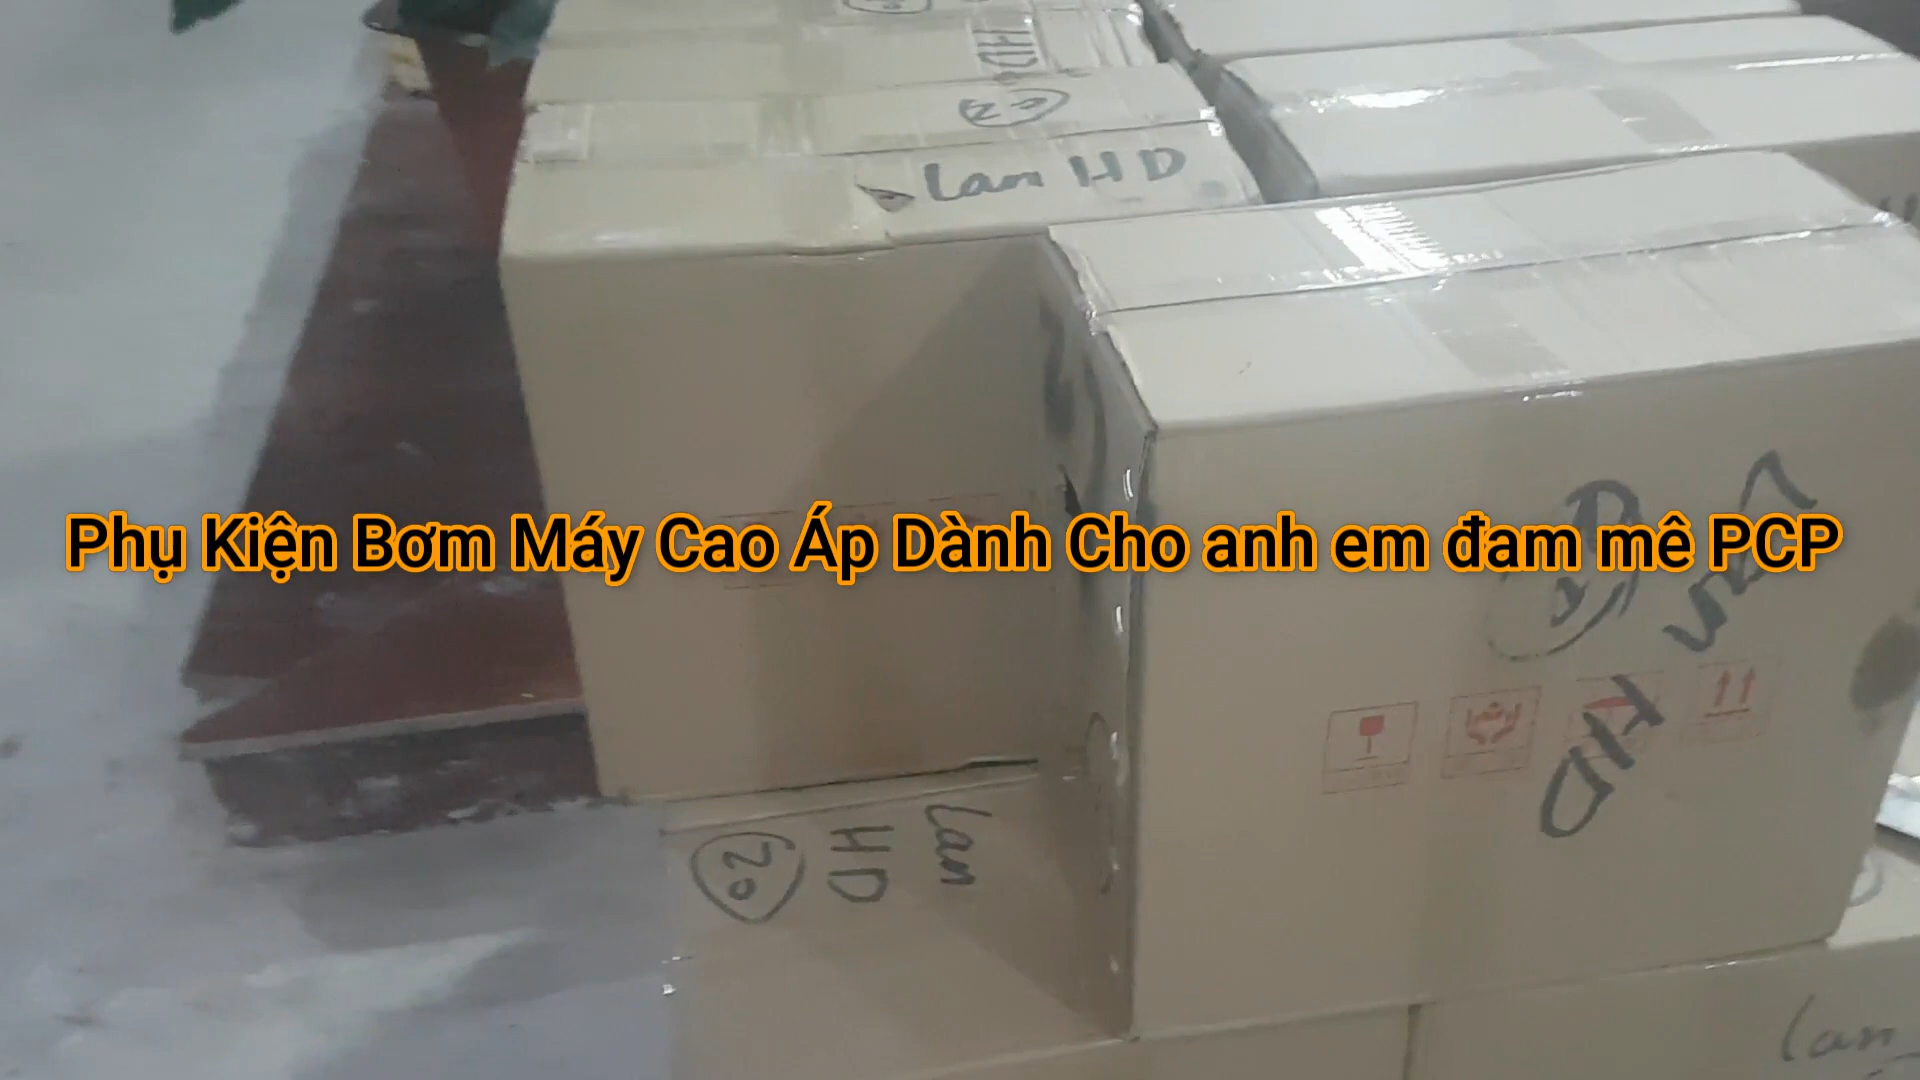 Lan HD
Phụ Kiện Bơm Máy Cao Áp Dành Cho anh em đam mê PCP
Lan
HD
Lan
HD
20
Lan